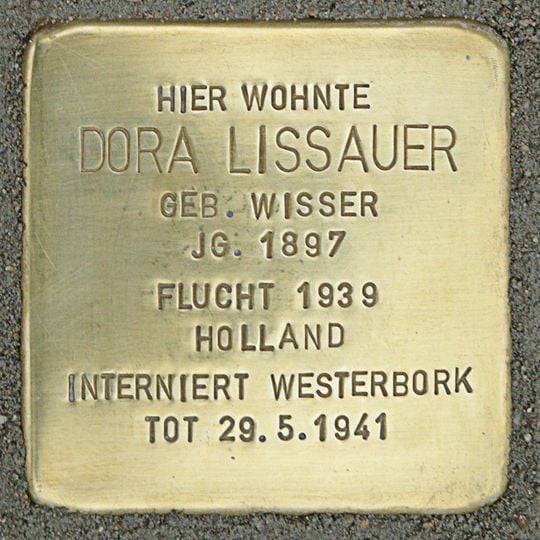 HIER WOHNTE
DORA LISSAUER
GEB. WISSER
JG. 1897
FLUCHT 1939
HOLLAND
INTERNIERT WESTERBORK
TOT 29.5.1941